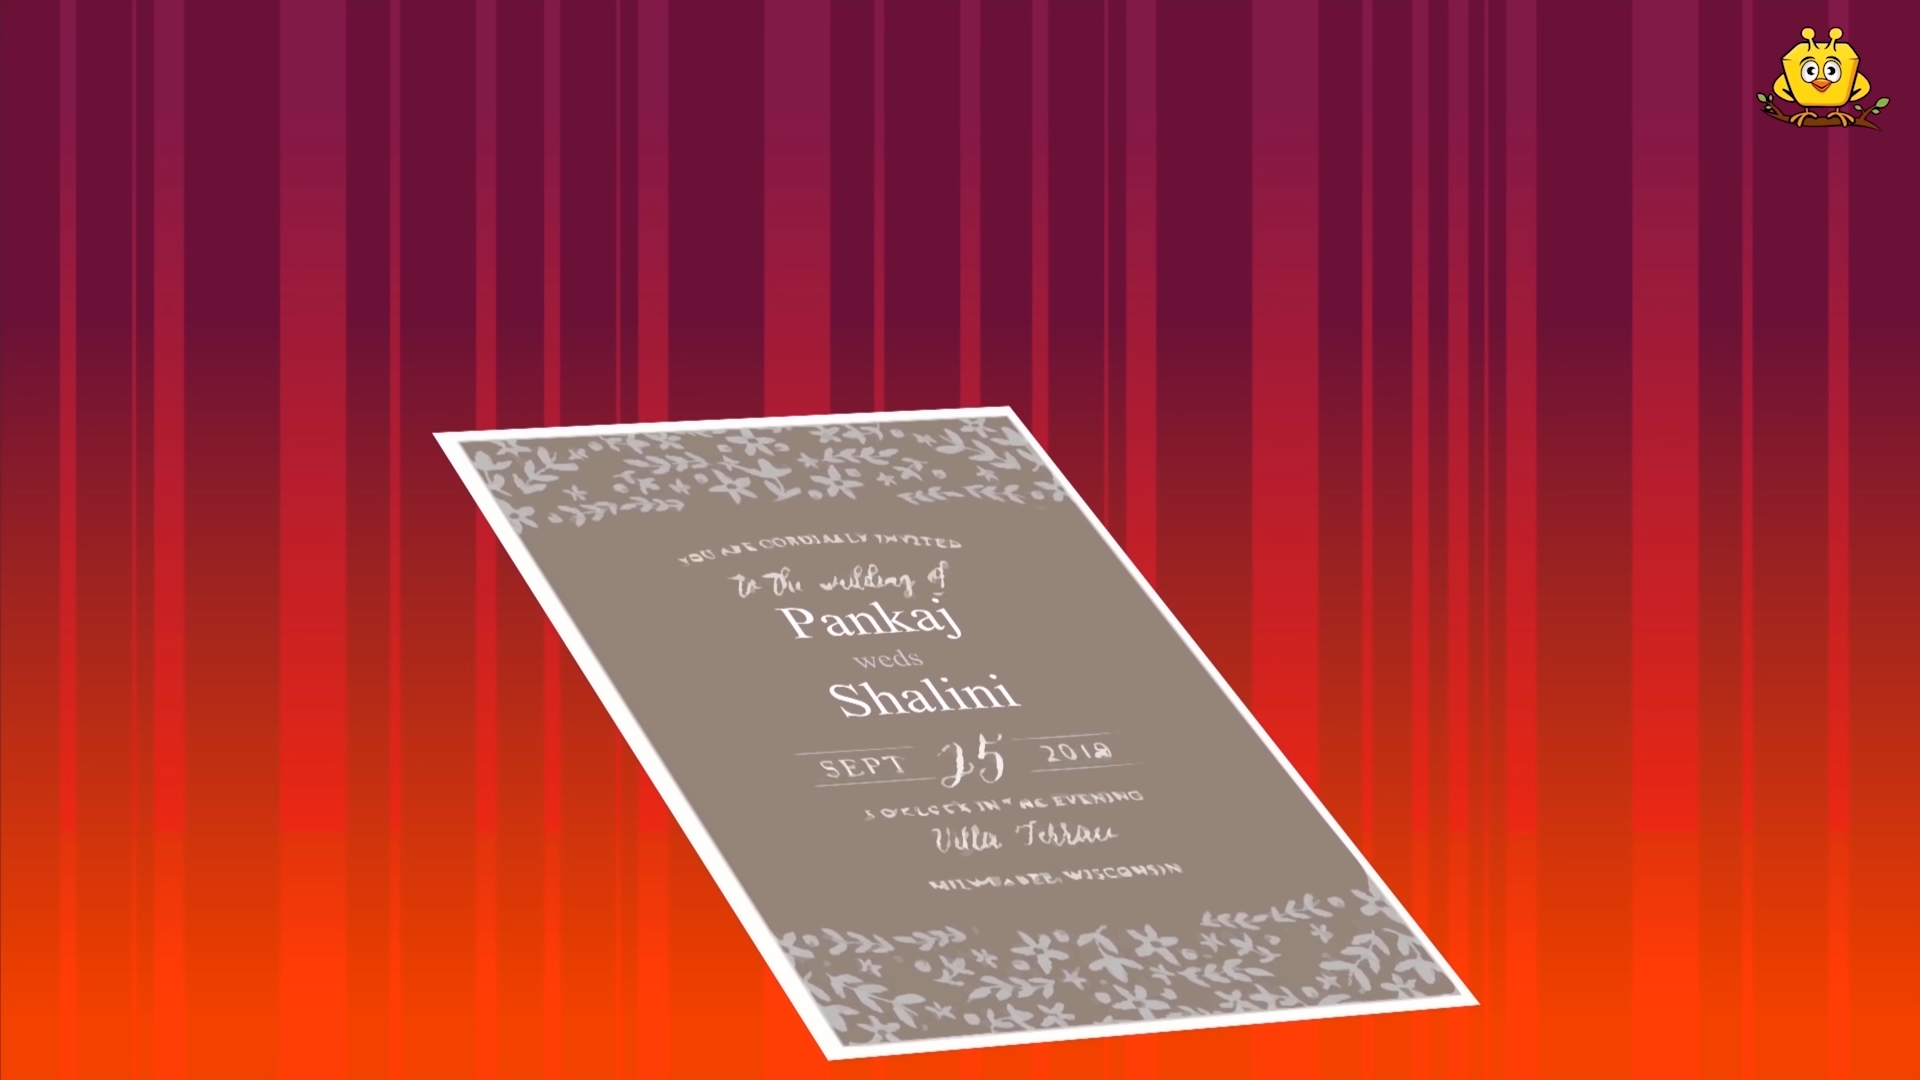 YOU ARE CORDIALLY INVITED
to the wedding of
Pankaj
weds
Shalini
SEPT 25 2012
5 O'CLOCK IN THE EVENING
Villa Terrace
MILWAUKEE, WISCONSIN